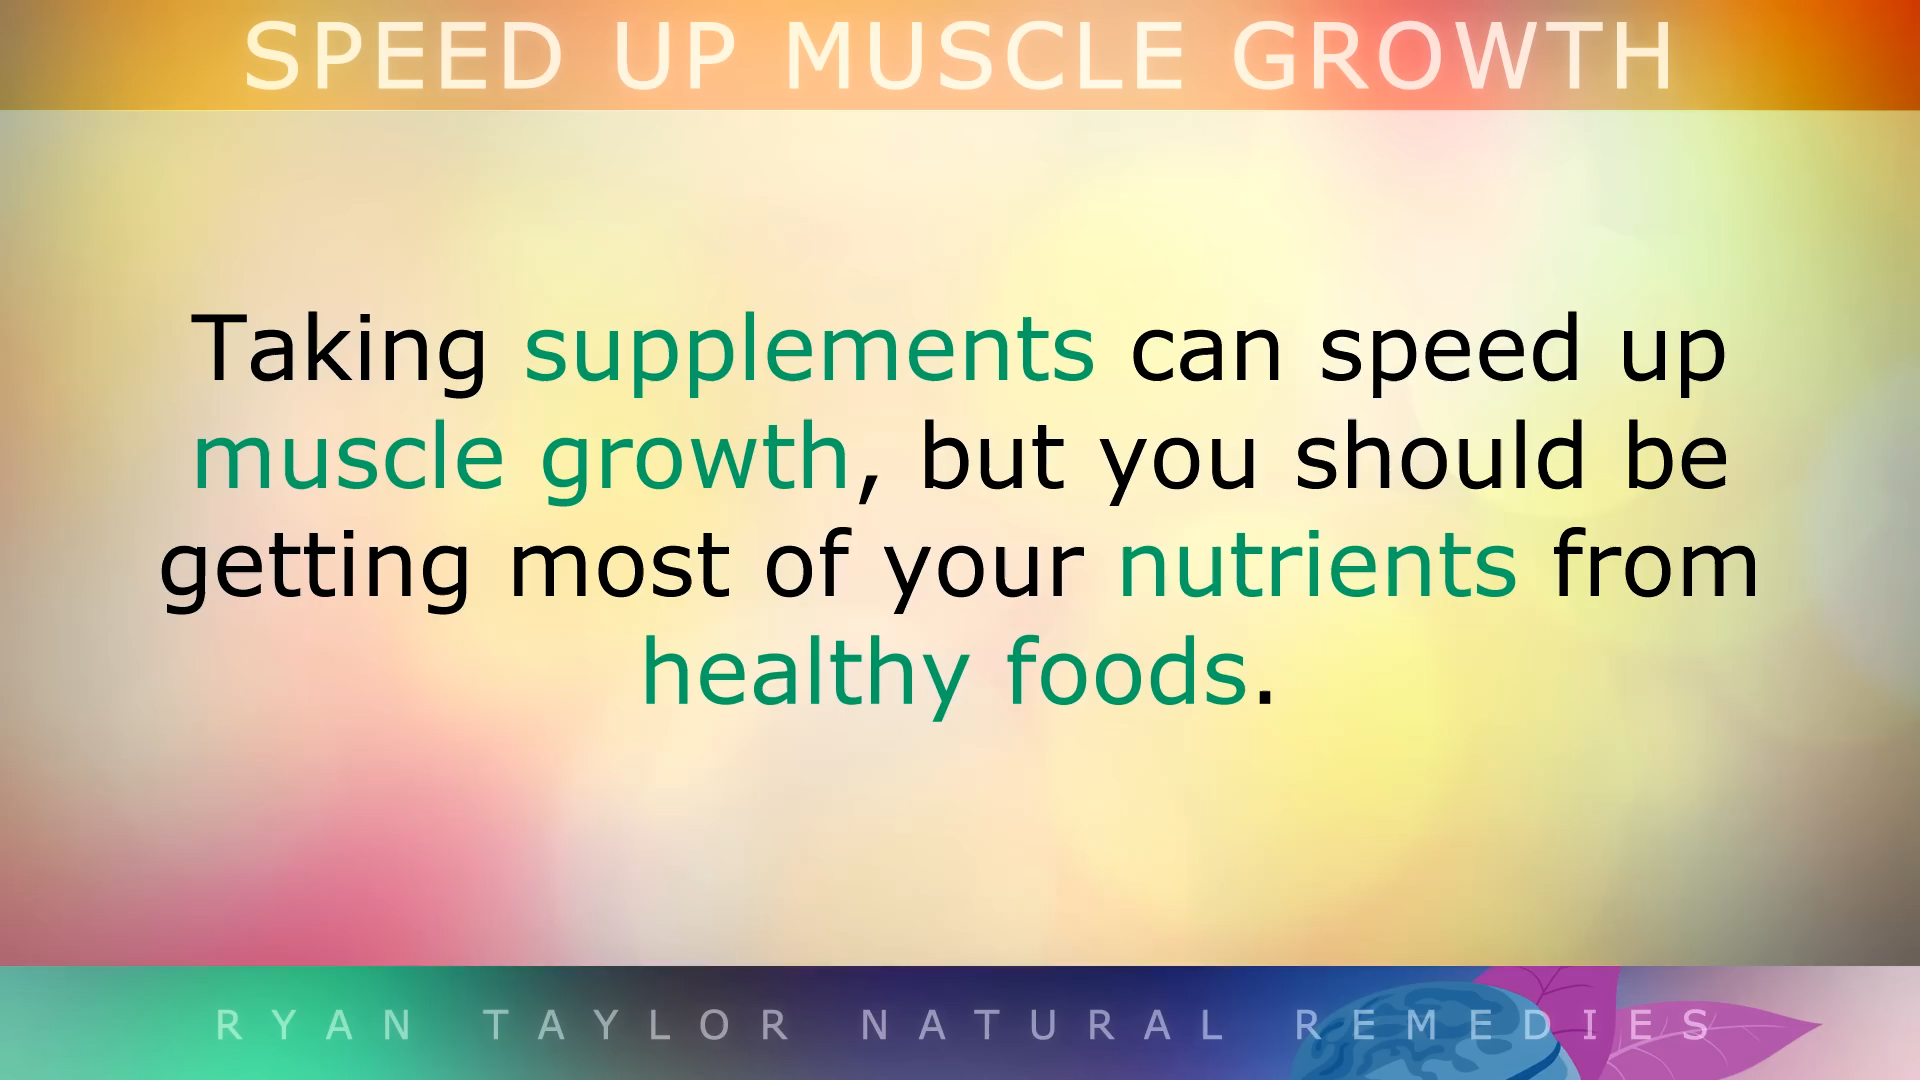 SPEED UP MUSCLE GROWTH
Taking supplements can speed up
muscle growth, but you should be
getting most of your nutrients from
healthy foods.
RYAN TAYLOR NATURAL REMEDIES